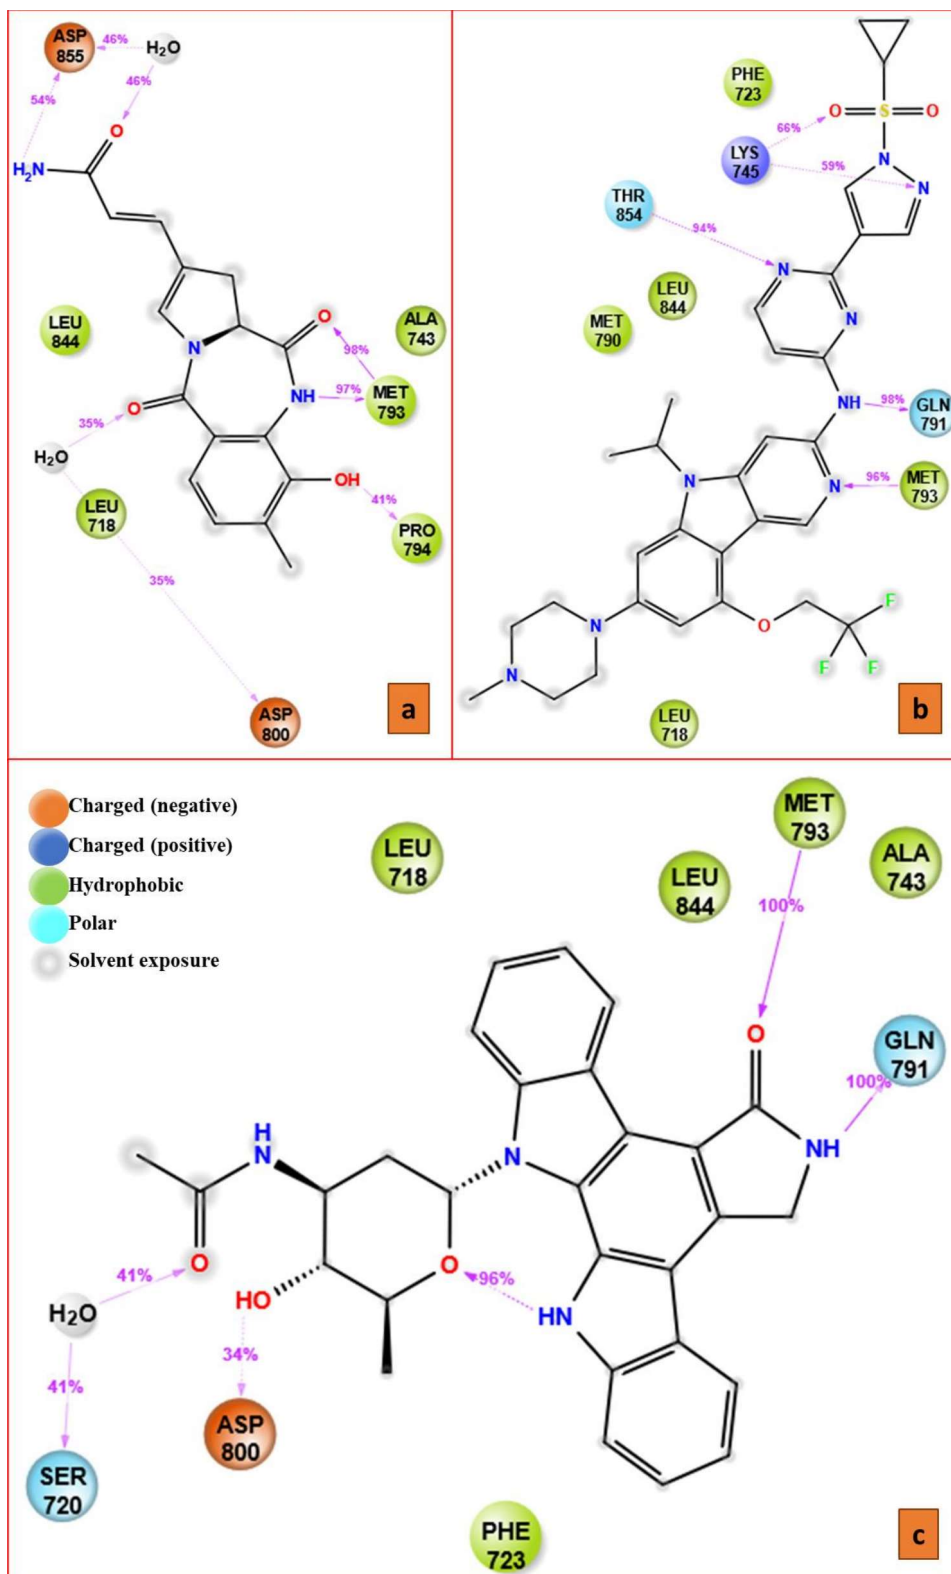 ASP
855
46%
H₂O
54%
46%
O
H₂N
LEU
844
O
ALA
743
N
98%
NH
97%
MET
793
O
35%
H₂O
LEU
718
OH
41%
PRO
794
35%
ASP
800
a
PHE
723
O
S
O
66%
LYS
745
59%
N
N
THR
854
94%
N
LEU
844
MET
790
N
NH
98%
GLN
791
N
N
96%
MET
793
N
O
F
F
F
N
LEU
718
b
Charged (negative)
Charged (positive)
Hydrophobic
Polar
Solvent exposure
LEU
718
MET
793
LEU
844
ALA
743
100%
O
GLN
791
100%
H
N
N
NH
O
O
96%
HN
41%
H₂O
HO
34%
41%
ASP
800
SER
720
PHE
723
c